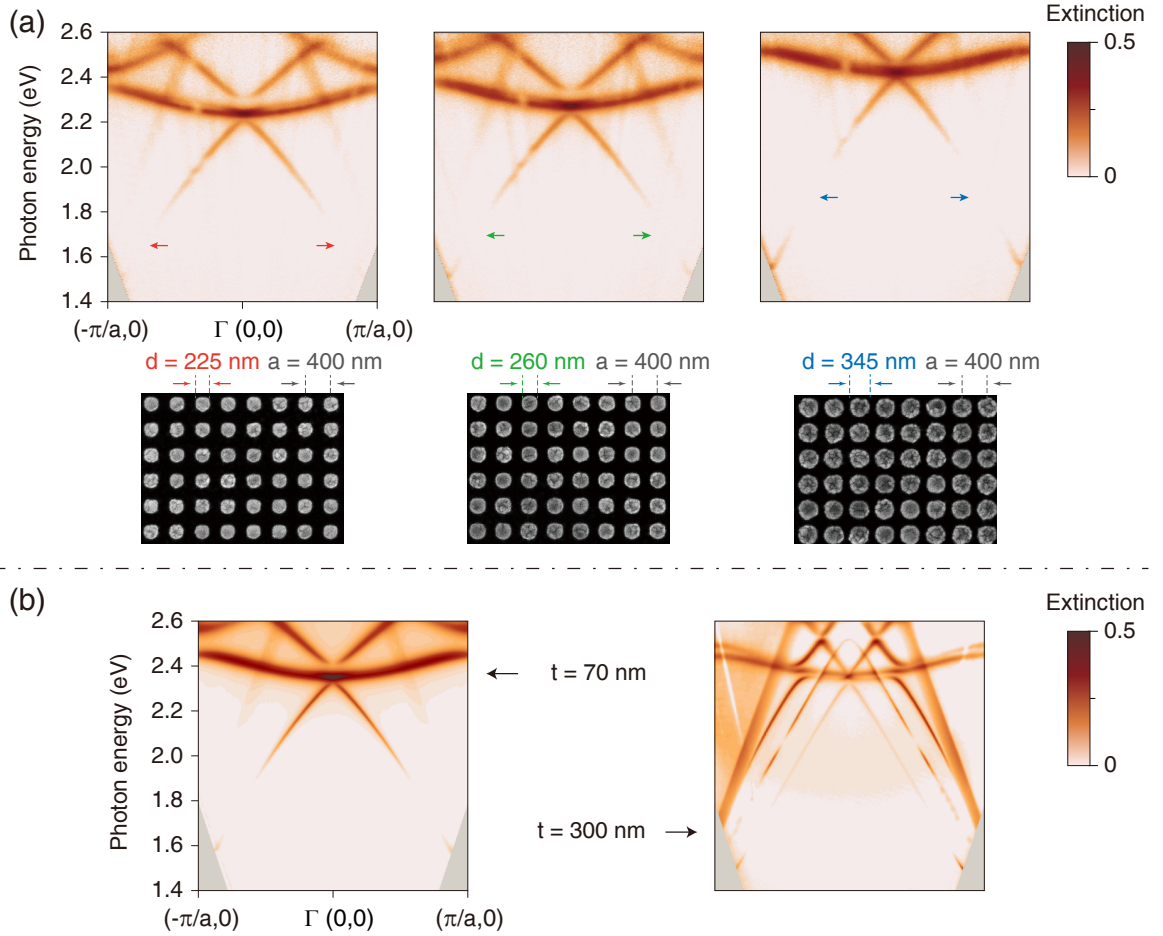 (a)
Extinction
0.5
0
Photon energy (eV)
2.6
2.4
2.2
2.0
1.8
1.6
1.4
(-π/a,0) Γ (0,0) (π/a,0)
d = 225 nm a = 400 nm
d = 260 nm a = 400 nm
d = 345 nm a = 400 nm
(b)
Extinction
0.5
0
Photon energy (eV)
2.6
2.4
2.2
2.0
1.8
1.6
1.4
(-π/a,0) Γ (0,0) (π/a,0)
t = 70 nm
t = 300 nm